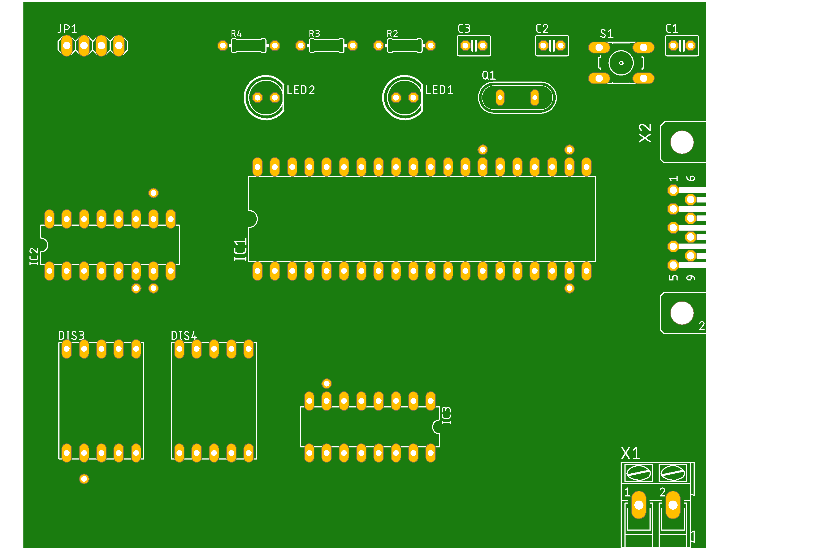 JP1
R4
R3
R2
C3
C2
S1
C1
Q1
LED2
LED1
X2
1
6
IC1
IC2
5
9
2
DIS3
DIS4
IC3
X1
1
2